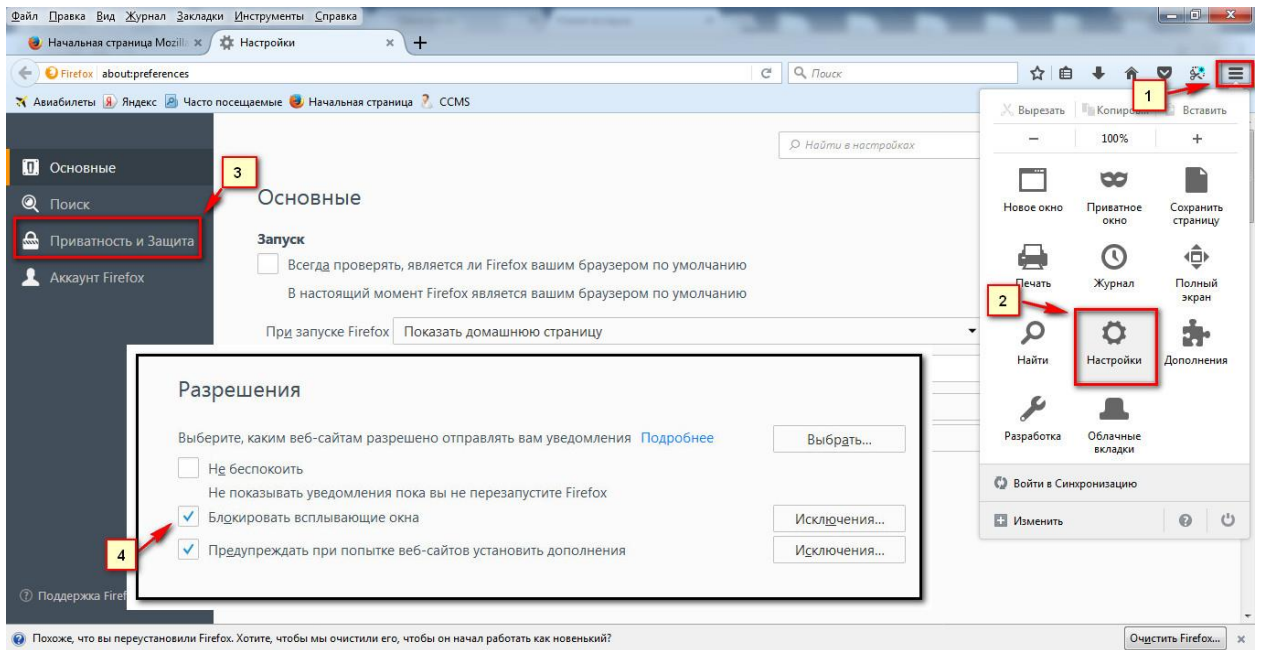 Файл Правка Вид Журнал Закладки Инструменты Справка
Начальная страница Mozill
Настройки
Firefox about:preferences
Поиск
1
Авиабилеты Яндекс Часто посещаемые Начальная страница CCMS
Вырезать Вставить
Найти в настройках
100%
Основные
3
Поиск
Приватность и Защита
Аккаунт Firefox
Основные
Запуск
Всегда проверять, является ли Firefox вашим браузером по умолчанию
В настоящий момент Firefox является вашим браузером по умолчанию
При запуске Firefox Показать домашнюю страницу
Новое окно
Приватное
окно
Сохранить
страницу
Печать
Журнал
Полный
экран
2
Найти
Настройки
Дополнения
Разработка
Облачные
вкладки
Войти в Синхронизацию
Изменить
Разрешения
Выберите, каким веб-сайтам разрешено отправлять вам уведомления Подробнее
Выбрать...
Не беспокоить
Не показывать уведомления пока вы не перезапустите Firefox
Блокировать всплывающие окна
Исключения...
4
Предупреждать при попытке веб-сайтов установить дополнения
Исключения...
Поддержка Firef
Похоже, что вы переустановили Firefox. Хотите, чтобы мы очистили его, чтобы он начал работать как новенький?
Очистить Firefox...